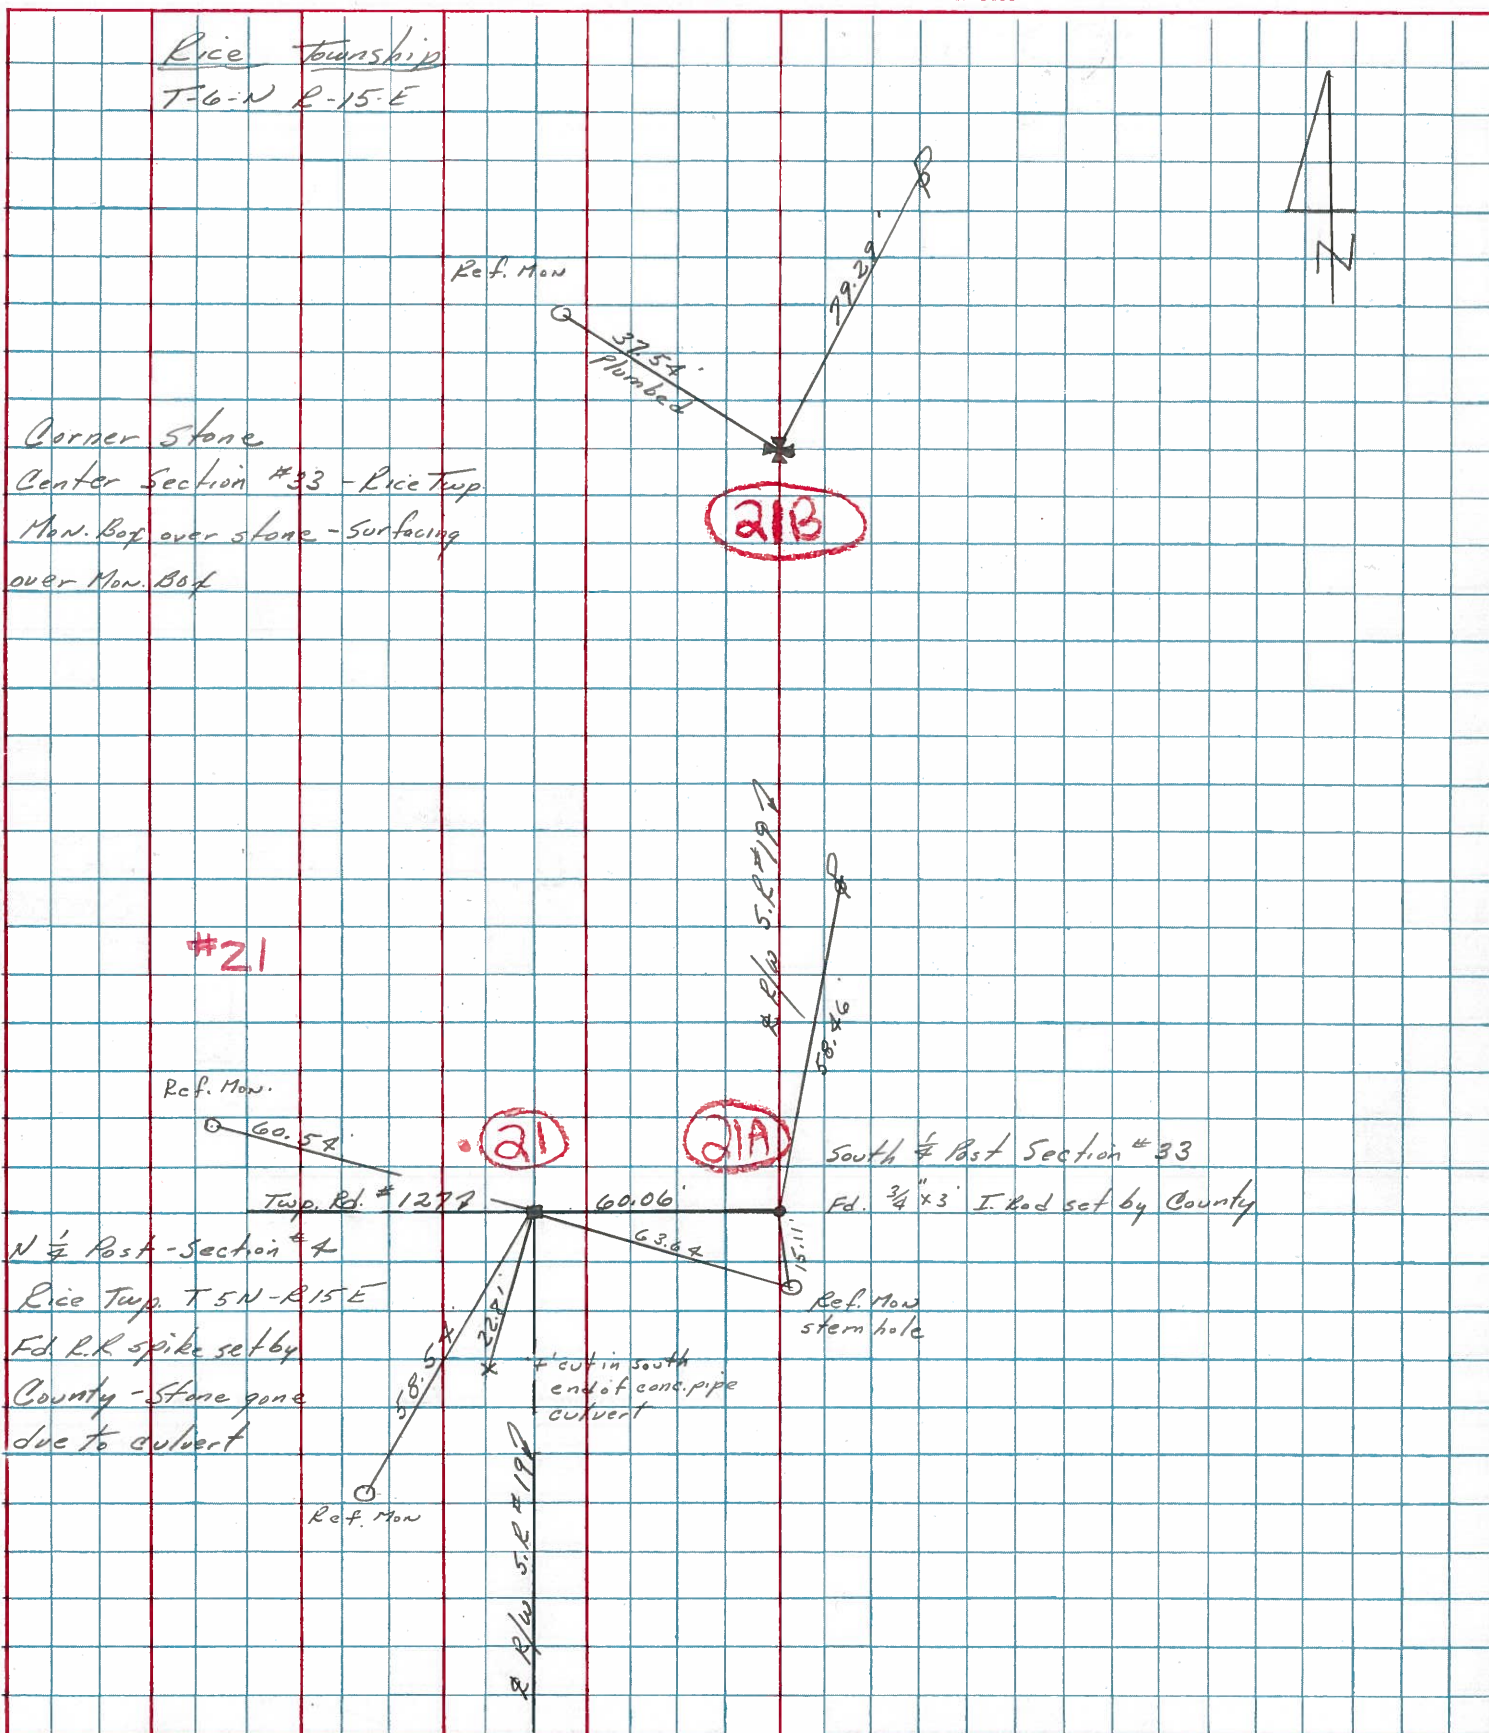 Rice Township
T-6-N R-15-E
N
Ref. Mon
37.54'
Plumbed
79.29'
Corner Stone
Center Section #33 - Rice Twp.
Mon. Box over stone - Surfacing
over Mon. Box
21B
℄ R/W S.R #19
#21
58.46'
Ref. Mon.
60.54'
21
21A
South ¼ Post Section #33
Twp. Rd. #127
60.06'
Fd. ¾"x3' I. Rod set by County
N ¼ Post - Section #4
Rice Twp. T5N-R15E
Fd. R.R spike set by
County - Stone gone
due to culvert
63.64
15.11'
Ref. Mon
stem hole
22.8'
58.54'
'+' cut in south
end of conc. pipe
culvert
Ref. Mon
℄ R/W S.R #19